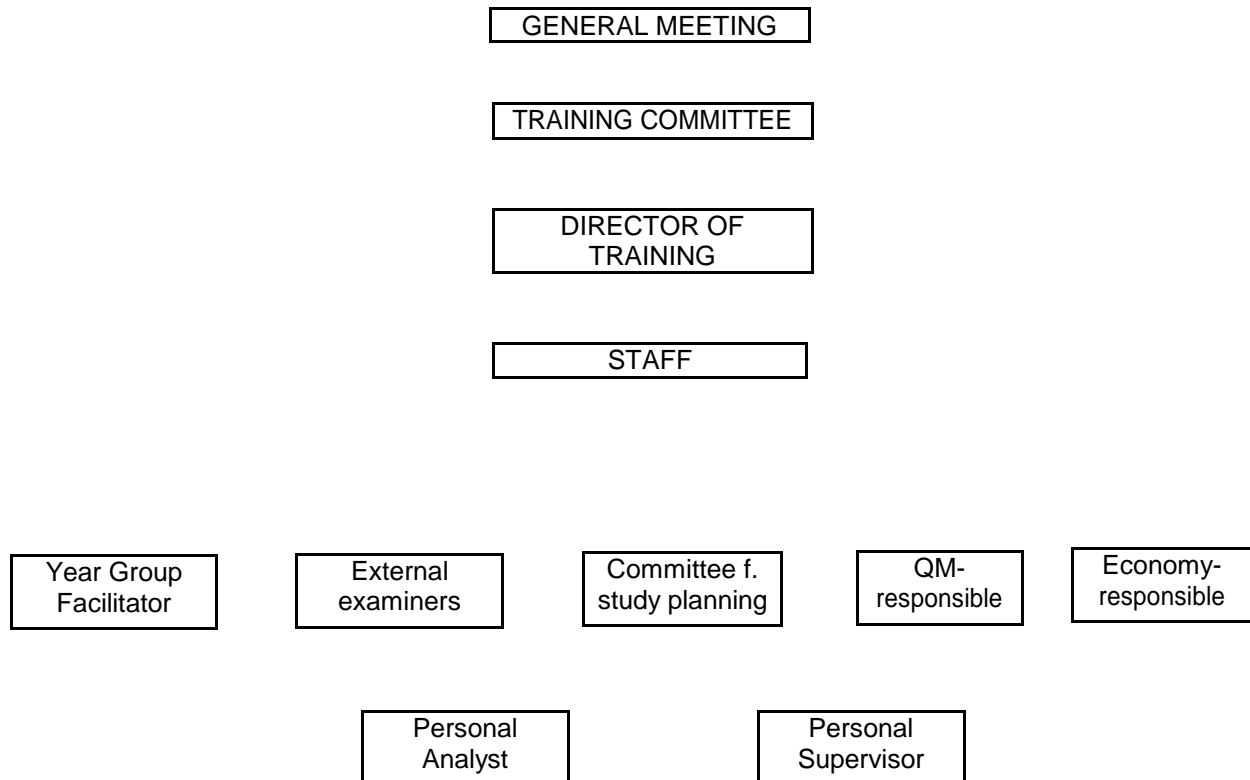 GENERAL MEETING
TRAINING COMMITTEE
DIRECTOR OF
TRAINING
STAFF
Year Group
Facilitator
External
examiners
Committee f.
study planning
QM-
responsible
Economy-
responsible
Personal
Analyst
Personal
Supervisor